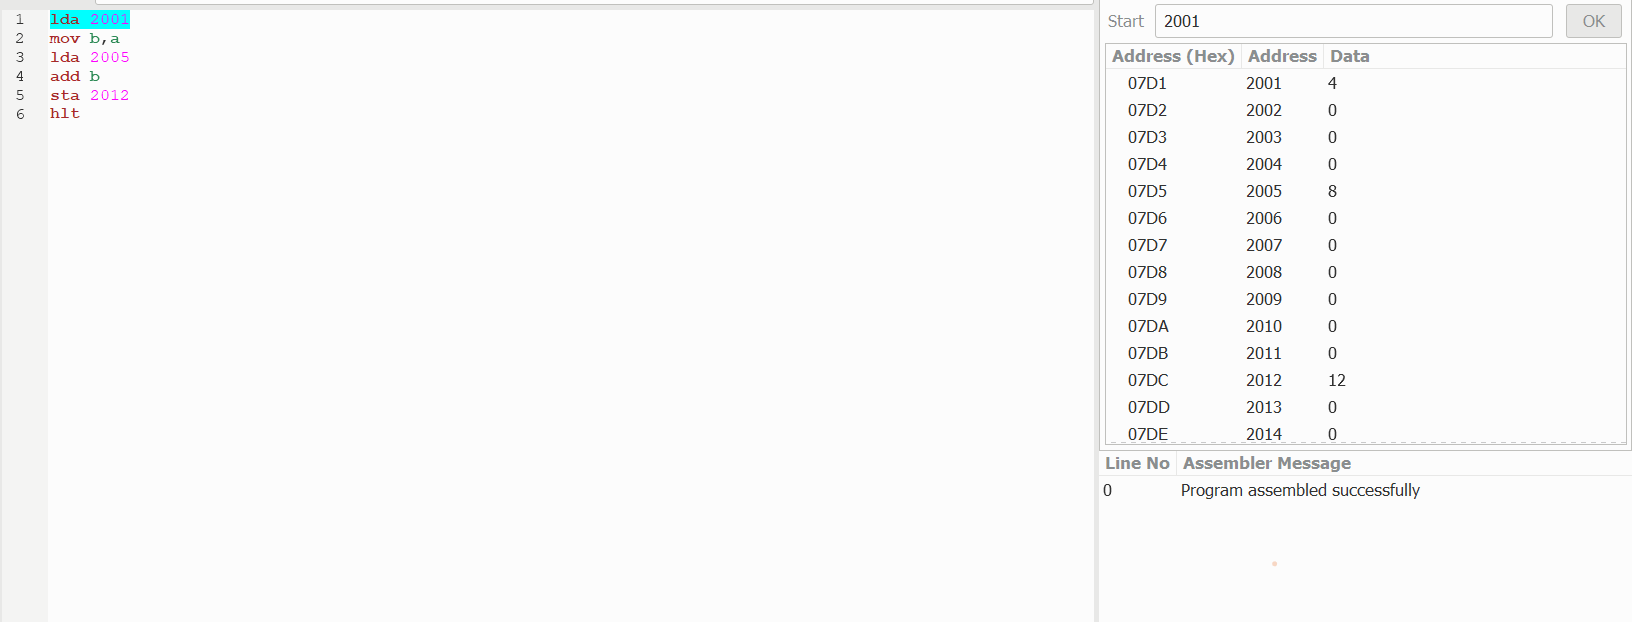 1 lda 2001
2 mov b,a
3 lda 2005
4 add b
5 sta 2012
6 hlt
Start 2001 OK
Address (Hex) Address Data
07D1 2001 4
07D2 2002 0
07D3 2003 0
07D4 2004 0
07D5 2005 8
07D6 2006 0
07D7 2007 0
07D8 2008 0
07D9 2009 0
07DA 2010 0
07DB 2011 0
07DC 2012 12
07DD 2013 0
07DE 2014 0
Line No Assembler Message
0 Program assembled successfully